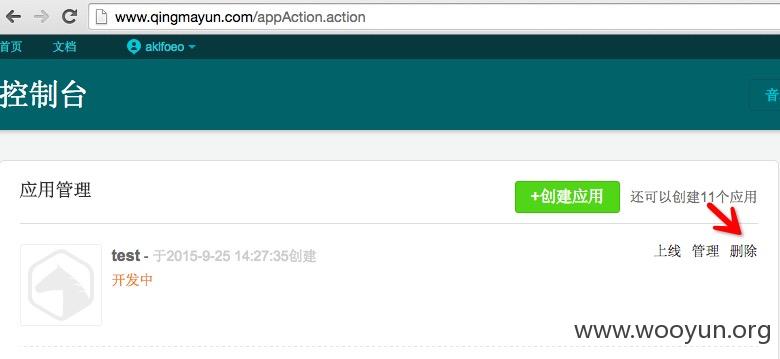 www.qingmayun.com/appAction.action
首页 文档 aklfoeo
控制台
音
应用管理
+创建应用 还可以创建11个应用
test - 于2015-9-25 14:27:35创建
上线 管理 删除
开发中
www.wooyun.org